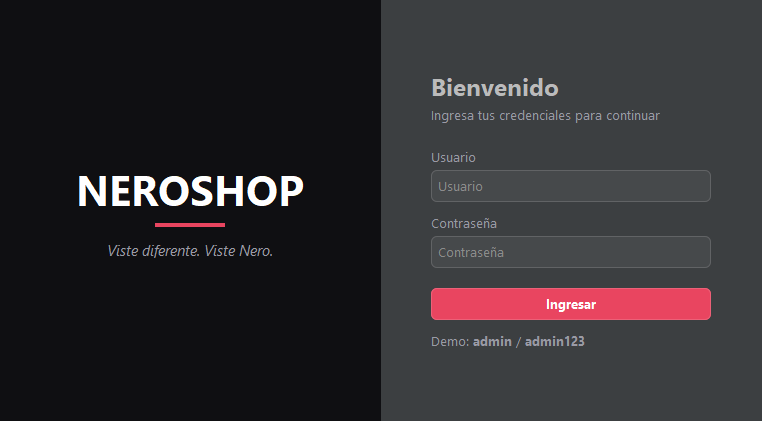 NEROSHOP
Viste diferente. Viste Nero.
Bienvenido
Ingresa tus credenciales para continuar
Usuario
Usuario
Contraseña
Contraseña
Ingresar
Demo: admin / admin123